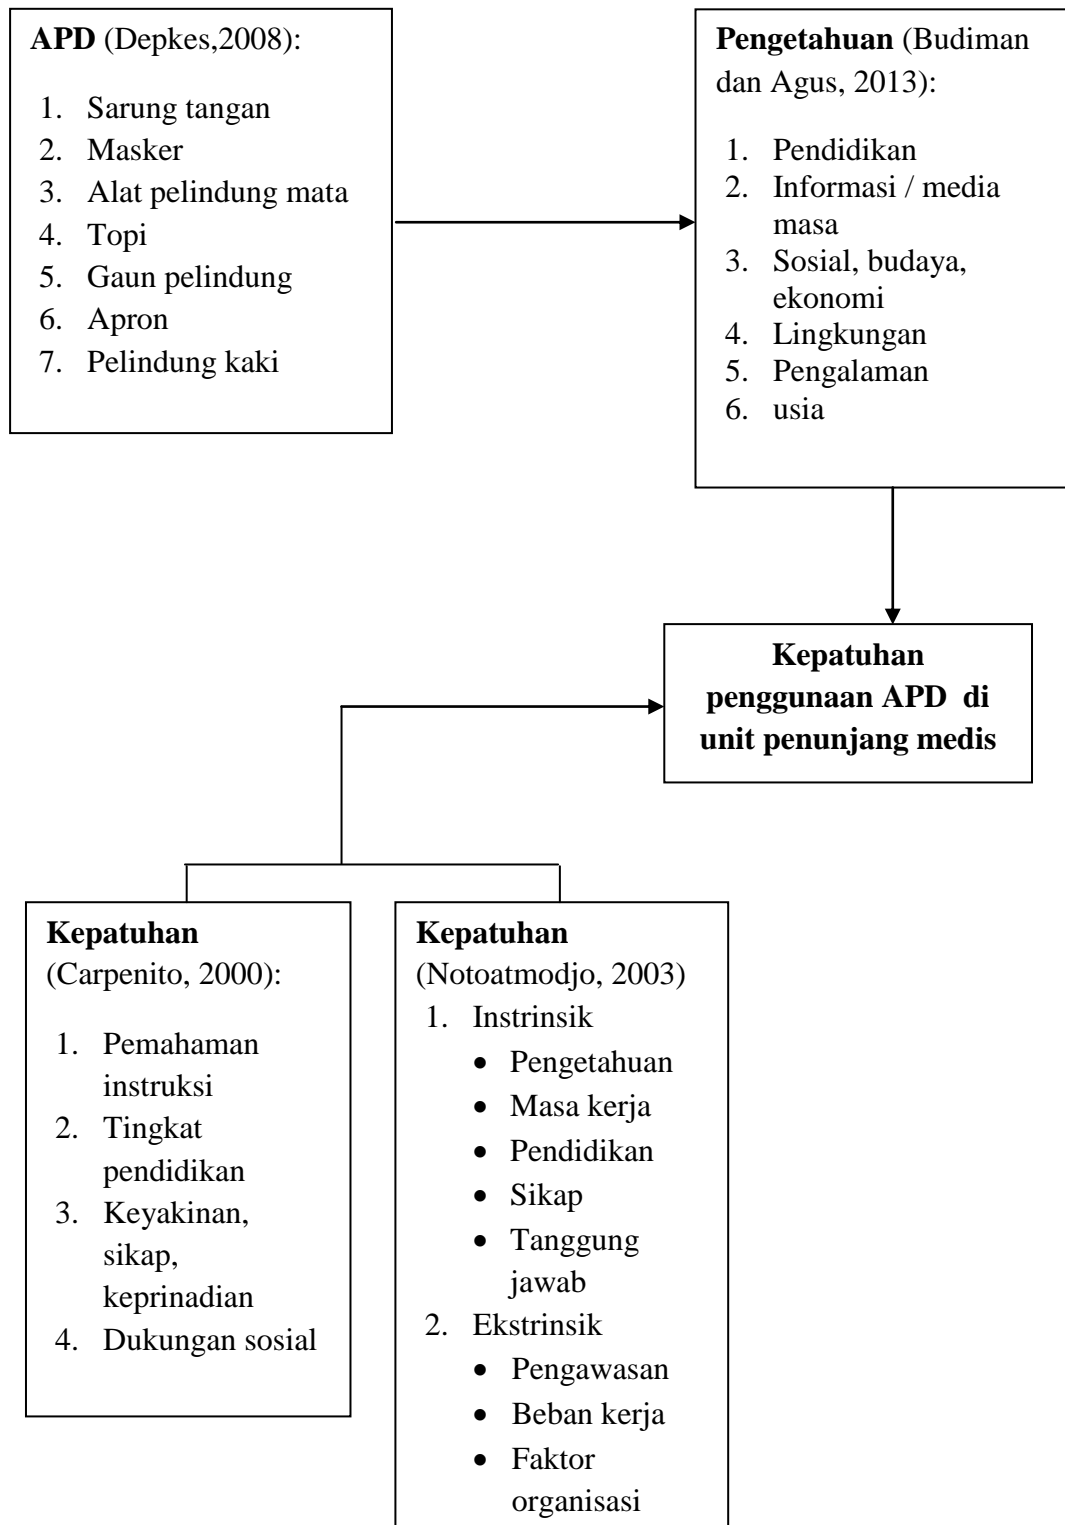 APD (Depkes,2008):
1. Sarung tangan
2. Masker
3. Alat pelindung mata
4. Topi
5. Gaun pelindung
6. Apron
7. Pelindung kaki
Pengetahuan (Budiman
dan Agus, 2013):
1. Pendidikan
2. Informasi / media
masa
3. Sosial, budaya,
ekonomi
4. Lingkungan
5. Pengalaman
6. usia
Kepatuhan
penggunaan APD di
unit penunjang medis
Kepatuhan
(Carpenito, 2000):
1. Pemahaman
instruksi
2. Tingkat
pendidikan
3. Keyakinan,
sikap,
keprinadian
4. Dukungan sosial
Kepatuhan
(Notoatmodjo, 2003)
1. Instrinsik
• Pengetahuan
• Masa kerja
• Pendidikan
• Sikap
• Tanggung
jawab
2. Ekstrinsik
• Pengawasan
• Beban kerja
• Faktor
organisasi